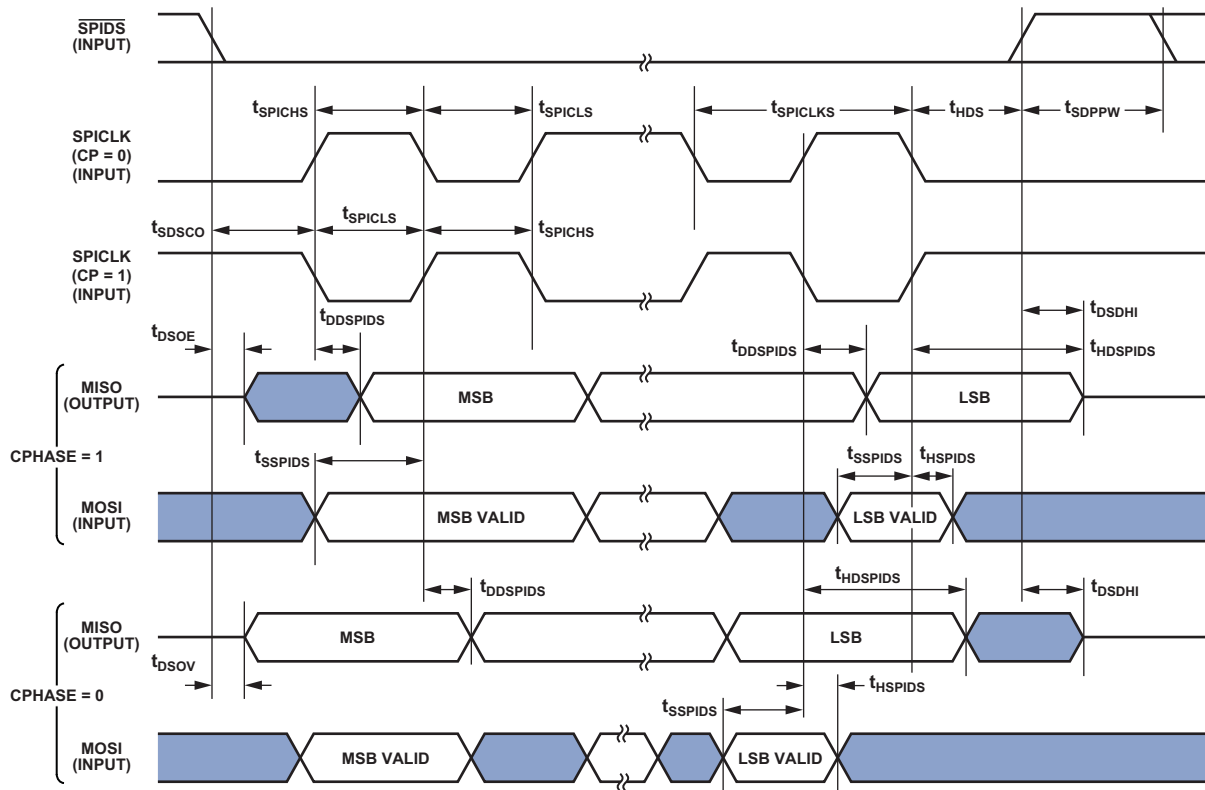 SPIDS
(INPUT)
tSPICHS
tSPICLS
tSPICLKS
tHDS
tSDPPW
SPICLK
(CP = 0)
(INPUT)
tSDSCO
tSPICLS
tSPICHS
SPICLK
(CP = 1)
(INPUT)
tDSOE
tDDSPIDS
tDDSPIDS
tDSDHI
tHDSPIDS
MISO
(OUTPUT)
MSB
LSB
CPHASE = 1
tSSPIDS
tSSPIDS
tHSPIDS
MOSI
(INPUT)
MSB VALID
LSB VALID
tDDSPIDS
tHDSPIDS
tDSDHI
MISO
(OUTPUT)
MSB
LSB
tDSOV
CPHASE = 0
tSSPIDS
tHSPIDS
MOSI
(INPUT)
MSB VALID
LSB VALID